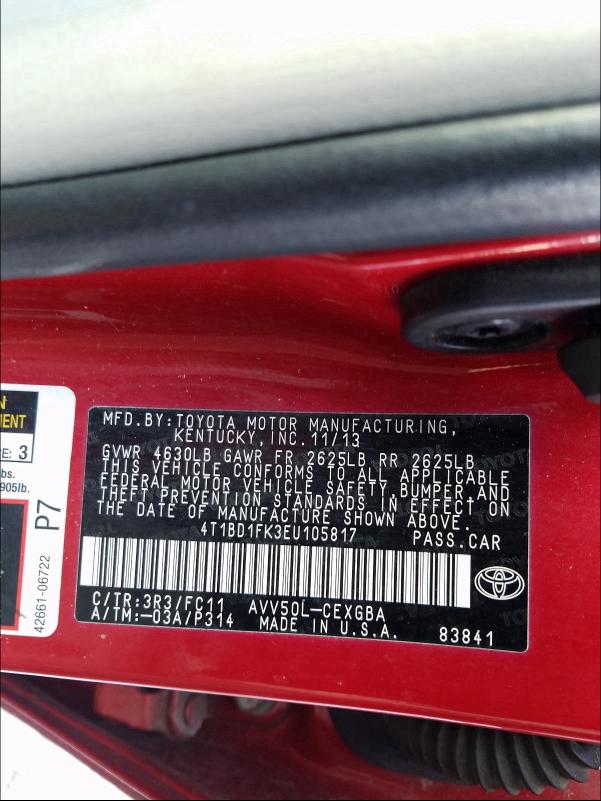 MFD.BY:TOYOTA MOTOR MANUFACTURING,
KENTUCKY, INC. 11/13
GVWR 4630LB GAWR FR 2625LB RR 2625LB
THIS VEHICLE CONFORMS TO ALL APPLICABLE
FEDERAL MOTOR VEHICLE SAFETY, BUMPER, AND
THEFT PREVENTION STANDARDS IN EFFECT ON
THE DATE OF MANUFACTURE SHOWN ABOVE.
4T1BD1FK3EU105817 PASS.CAR
C/TR:3R3/FC11 AVV50L-CEXGBA
A/TM:-03A/P314 MADE IN U.S.A. 83841
E: 3
bs.
905lb.
P7
42661-06722